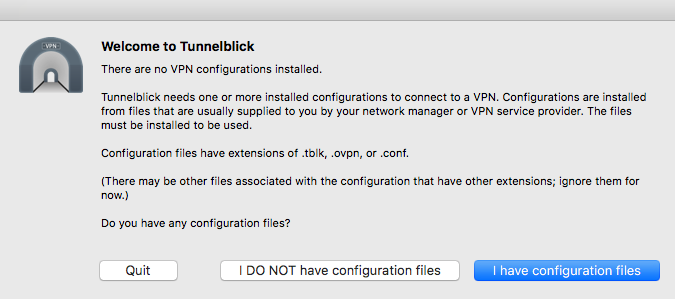 VPN
Welcome to Tunnelblick
There are no VPN configurations installed.
Tunnelblick needs one or more installed configurations to connect to a VPN. Configurations are installed
from files that are usually supplied to you by your network manager or VPN service provider. The files
must be installed to be used.
Configuration files have extensions of .tblk, .ovpn, or .conf.
(There may be other files associated with the configuration that have other extensions; ignore them for
now.)
Do you have any configuration files?
Quit
I DO NOT have configuration files
I have configuration files